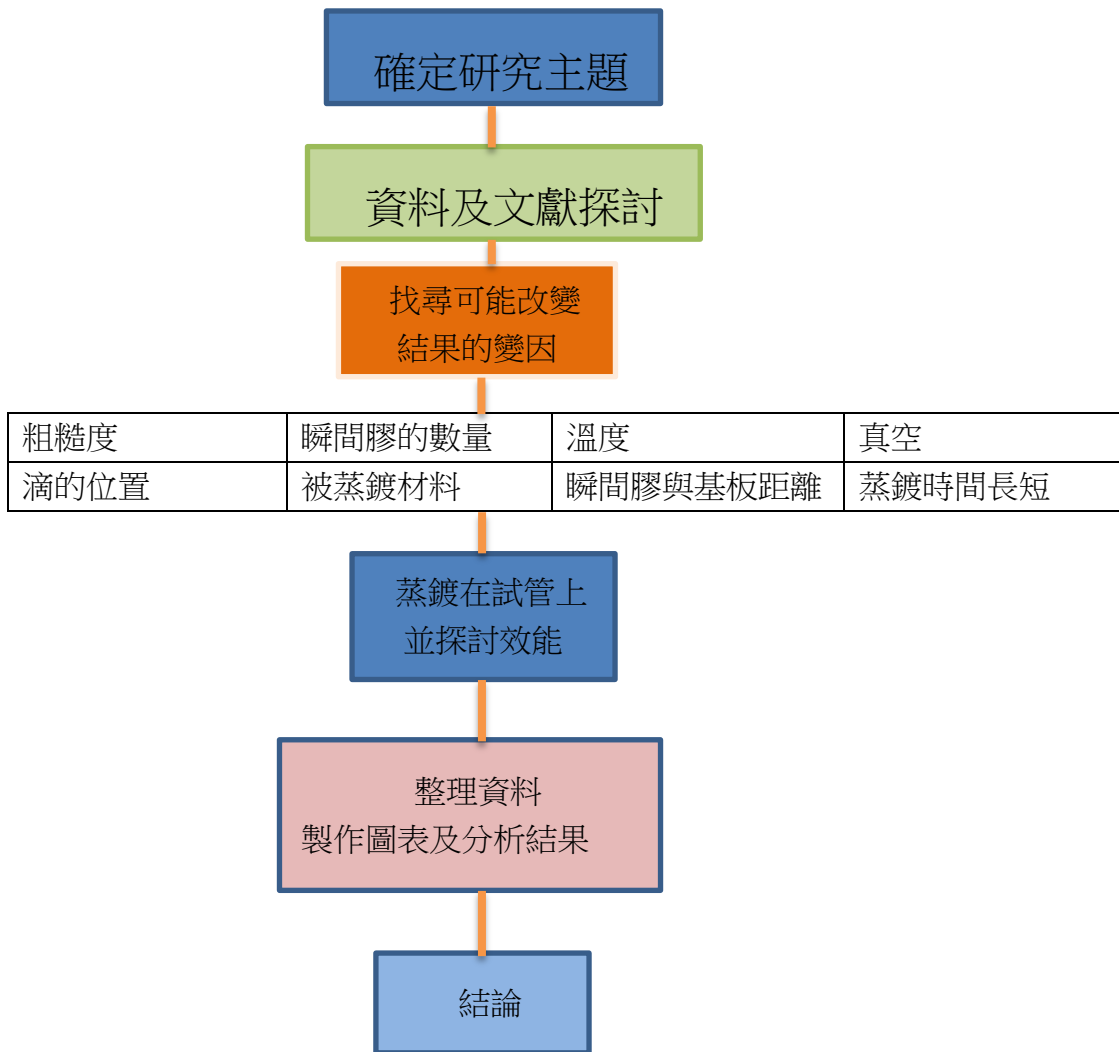 確定研究主題
資料及文獻探討
找尋可能改變
結果的變因
粗糙度 瞬間膠的數量 溫度 真空
滴的位置 被蒸鍍材料 瞬間膠與基板距離 蒸鍍時間長短
蒸鍍在試管上
並探討效能
整理資料
製作圖表及分析結果
結論